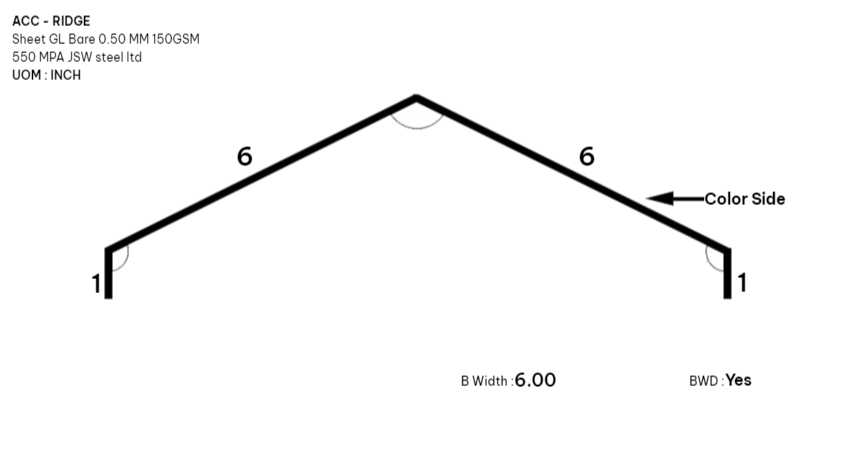 ACC - RIDGE
Sheet GL Bare 0.50 MM 150GSM
550 MPA JSW steel ltd
UOM : INCH
6
6
Color Side
1
1
B Width :6.00
BWD :Yes